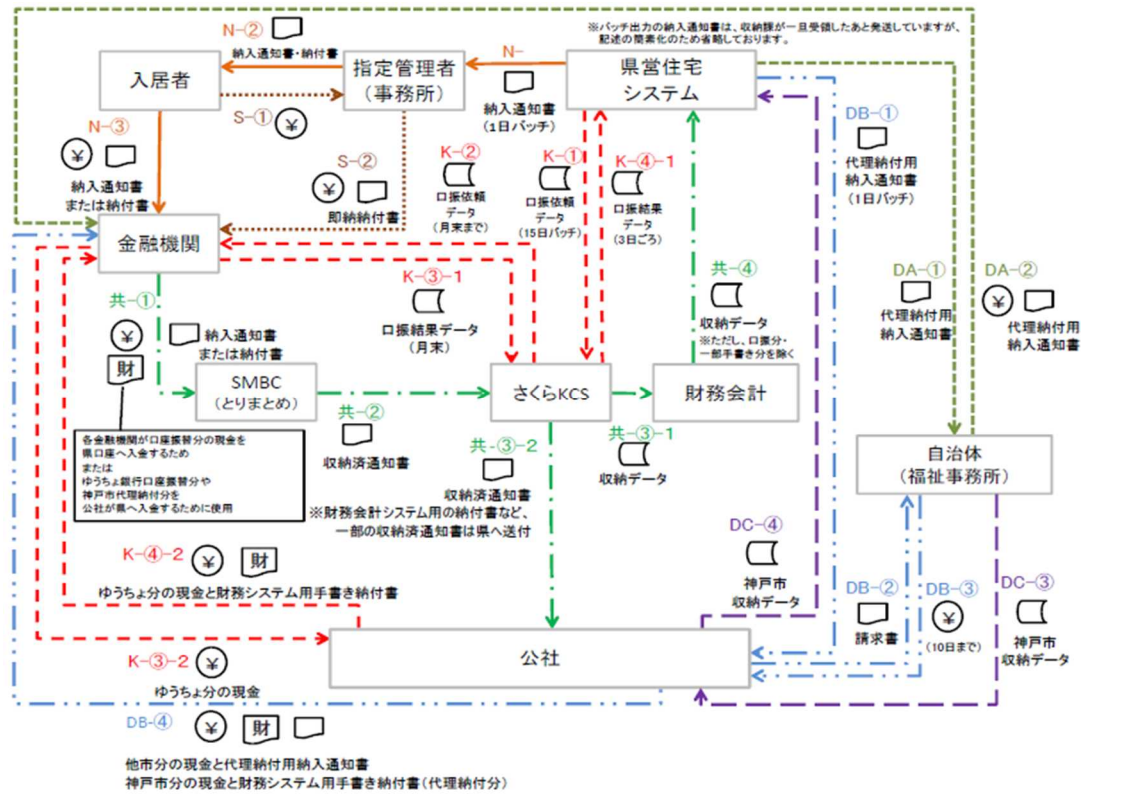 ※バッチ出力の納入通知書は、収納課が一旦受領したあと発送していますが、
記述の簡素化のため省略しております。
N-②
納入通知書・納付書
N-
入居者
指定管理者
(事務所)
県営住宅
システム
納入通知書
(1日バッチ)
S-①
¥
N-③
¥
納入通知書
または納付書
S-②
¥
即納納付書
K-②
口振依頼
データ
(月末まで)
K-①
口振依頼
データ
(15日バッチ)
K-④-1
口振結果
データ
(3日ごろ)
DB-①
代理納付用
納入通知書
(1日バッチ)
金融機関
K-③-1
口振結果データ
(月末)
共-④
収納データ
※ただし、口振分・
一部手書き分を除く
DA-①
代理納付用
納入通知書
DA-②
¥
代理納付用
納入通知書
共-①
¥
財
納入通知書
または納付書
SMBC
(とりまとめ)
さくらKCS
財務会計
共-②
収納済通知書
共-③-2
収納済通知書
※財務会計システム用の納付書など、
一部の収納済通知書は県へ送付
共-③-1
収納データ
各金融機関が口座振替分の現金を
県口座へ入金するため
または
ゆうちょ銀行口座振替分や
神戸市代理納付分を
公社が県へ入金するために使用
自治体
(福祉事務所)
K-④-2
¥
財
ゆうちょ分の現金と財務システム用手書き納付書
DC-④
神戸市
収納データ
DB-②
請求書
DB-③
¥
(10日まで)
DC-③
神戸市
収納データ
公社
K-③-2
¥
ゆうちょ分の現金
DB-④
¥
財
他市分の現金と代理納付用納入通知書
神戸市分の現金と財務システム用手書き納付書(代理納付分)